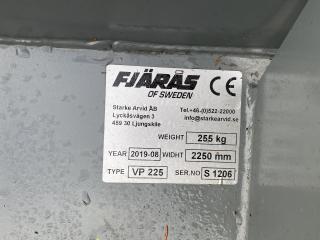 FJÄRÅS CE
OF SWEDEN
Starke Arvid AB Tel.+46-(0)522-22000
Lyckåsvägen 3 info@starkearvid.se
459 30 Ljungskile
WEIGHT 255 kg
YEAR 2019-08 WIDHT 2250 mm
TYPE VP 225 SER.NO S 1206